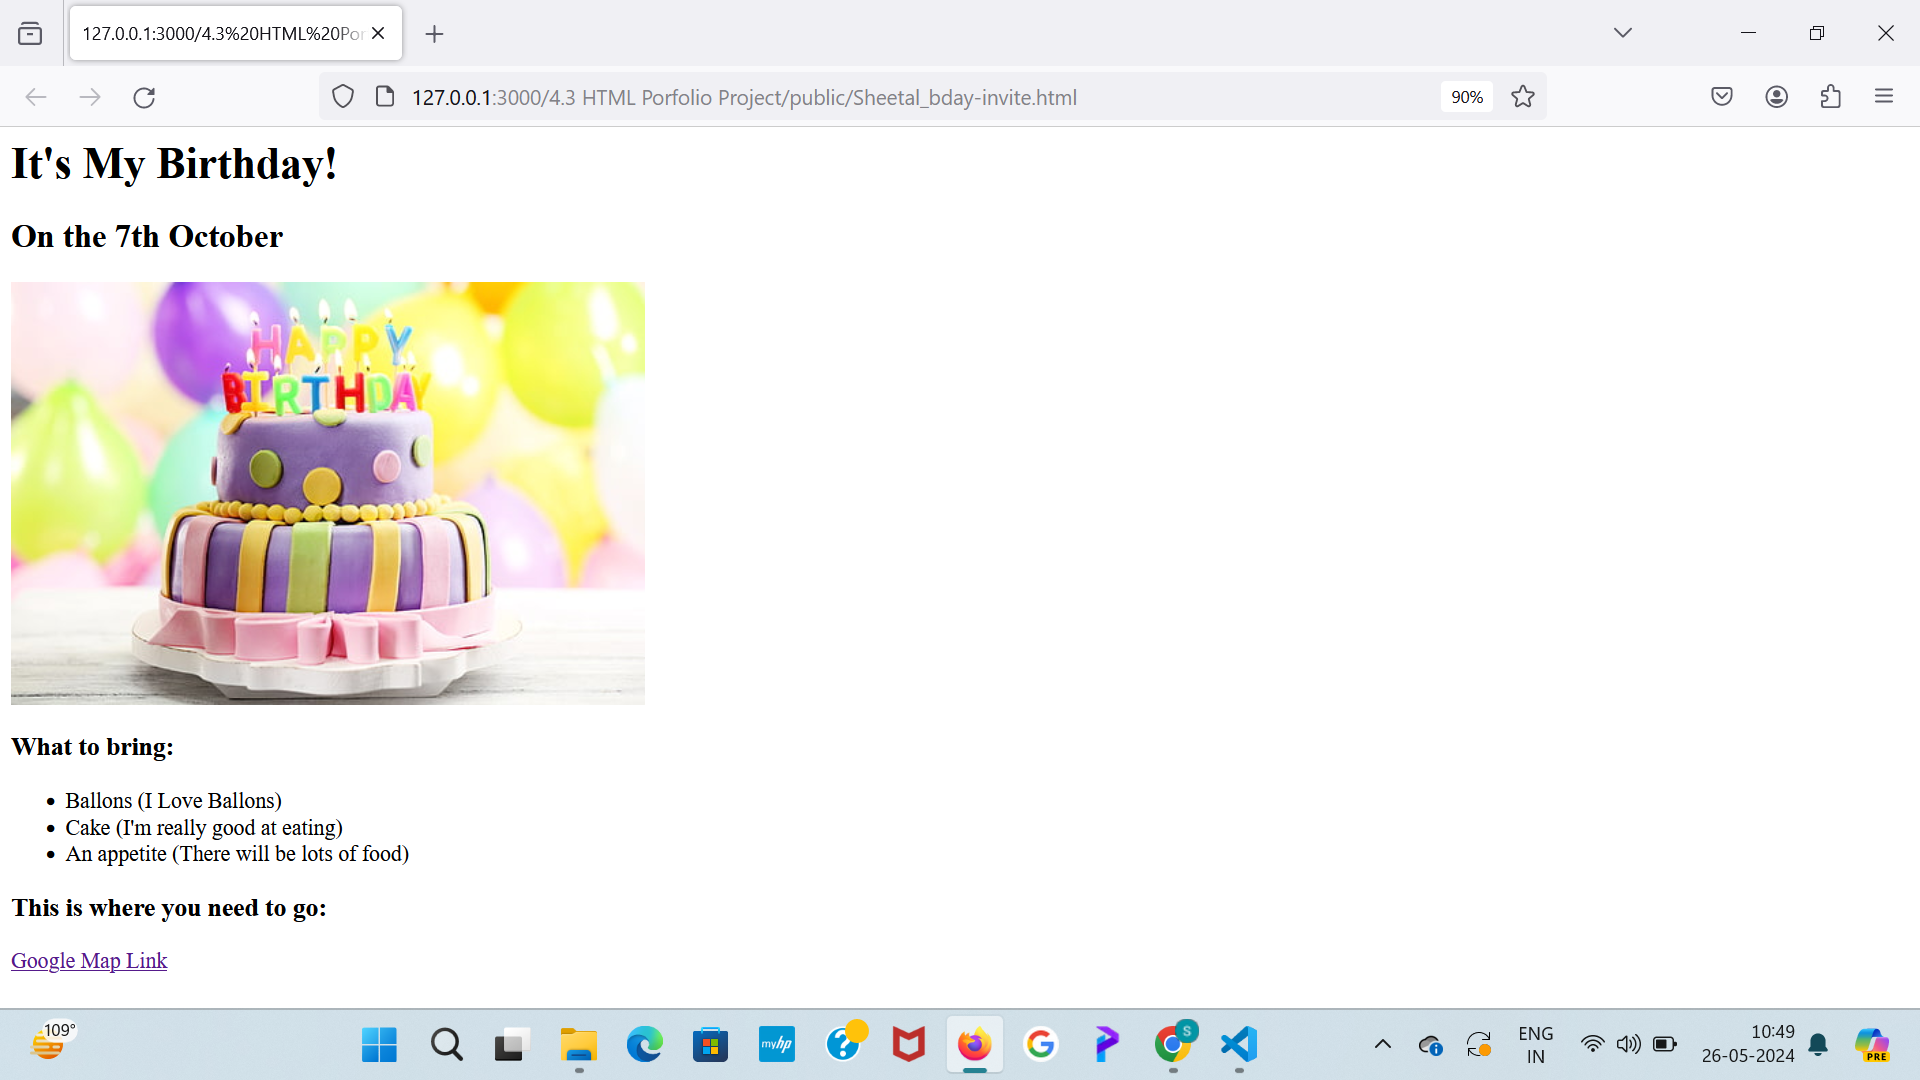 127.0.0.1:3000/4.3%20HTML%20Por
127.0.0.1:3000/4.3 HTML Porfolio Project/public/Sheetal_bday-invite.html
90%
It's My Birthday!
On the 7th October
HAPPY
BIRTHDAY
What to bring:
Ballons (I Love Ballons)
Cake (I'm really good at eating)
An appetite (There will be lots of food)
This is where you need to go:
Google Map Link
109°
myhp
S
ENG
IN
10:49
26-05-2024
PRE